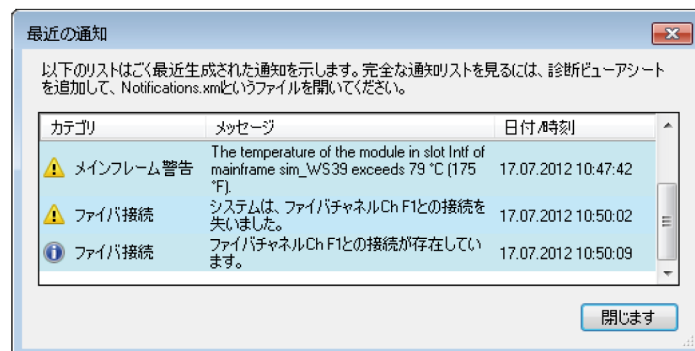 最近の通知
以下のリストはごく最近生成された通知を示します。完全な通知リストを見るには、診断ビューアシート
を追加して、Notifications.xmlというファイルを開いてください。
カテゴリ メッセージ 日付/時刻
メインフレーム警告 The temperature of the module in slot Intf of
mainframe sim_WS39 exceeds 79 °C (175
°F). 17.07.2012 10:47:42
ファイバ接続 システムは、ファイバチャネルCh F1との接続を
失いました。 17.07.2012 10:50:02
ファイバ接続 ファイバチャネルCh F1との接続が存在してい
ます。 17.07.2012 10:50:09
閉じます